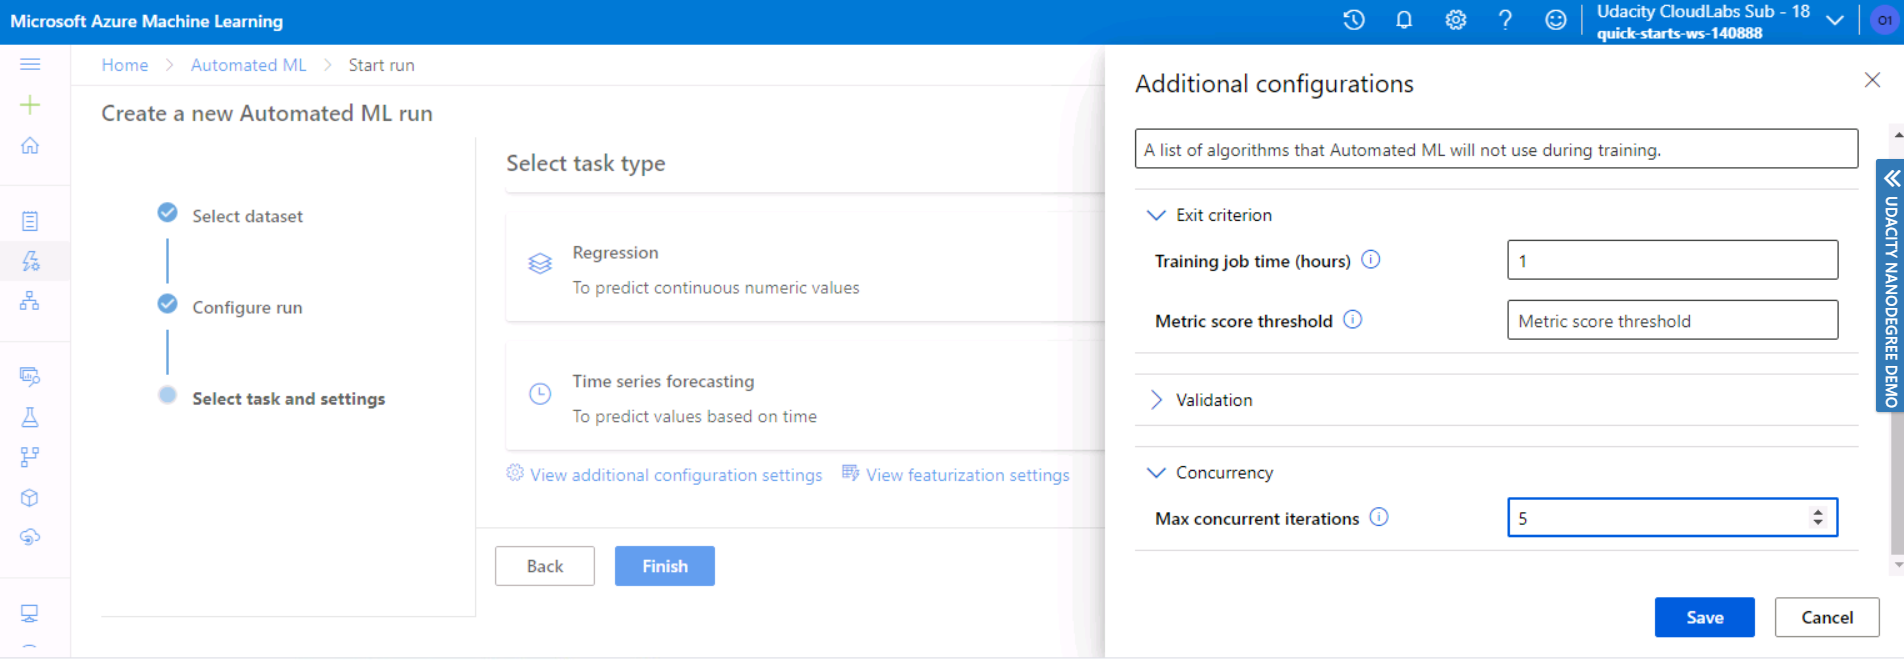 Microsoft Azure Machine Learning
Udacity CloudLabs Sub - 18
quick-starts-ws-140888
O1
Home > Automated ML > Start run
Create a new Automated ML run
Select dataset
Configure run
Select task and settings
Select task type
Regression
To predict continuous numeric values
Time series forecasting
To predict values based on time
View additional configuration settings
View featurization settings
Back
Finish
Additional configurations
A list of algorithms that Automated ML will not use during training.
Exit criterion
Training job time (hours)
1
Metric score threshold
Metric score threshold
Validation
Concurrency
Max concurrent iterations
5
Save
Cancel
UDACITY NANODEGREE DEMO